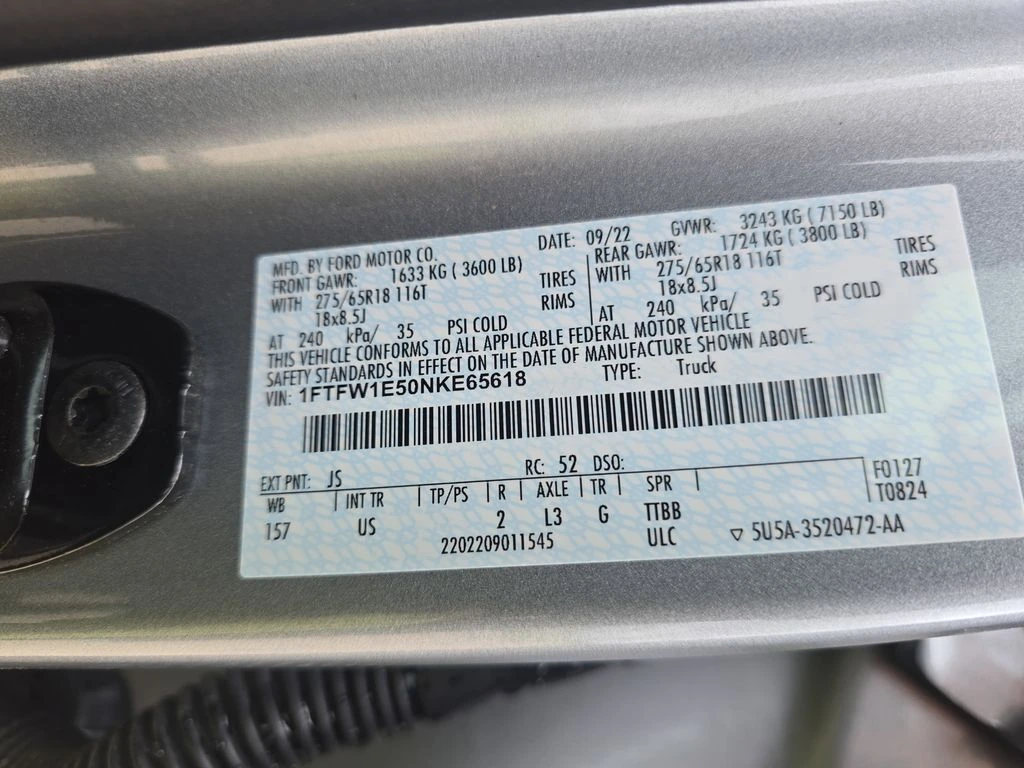 MFD. BY FORD MOTOR CO. DATE: 09/22 GVWR: 3243 KG ( 7150 LB)
FRONT GAWR: 1633 KG ( 3600 LB) REAR GAWR: 1724 KG ( 3800 LB)
WITH 275/65R18 116T TIRES WITH 275/65R18 116T TIRES
18x8.5J RIMS 18x8.5J RIMS
AT 240 kPa/ 35 PSI COLD AT 240 kPa/ 35 PSI COLD
THIS VEHICLE CONFORMS TO ALL APPLICABLE FEDERAL MOTOR VEHICLE
SAFETY STANDARDS IN EFFECT ON THE DATE OF MANUFACTURE SHOWN ABOVE.
VIN: 1FTFW1E50NKE65618 TYPE: Truck
EXT PNT: JS RC: 52 DSO:
WB INT TR TP/PS R AXLE TR SPR F0127
157 US 2 L3 G TTBB T0824
2202209011545 ULC ▽ 5U5A-3520472-AA